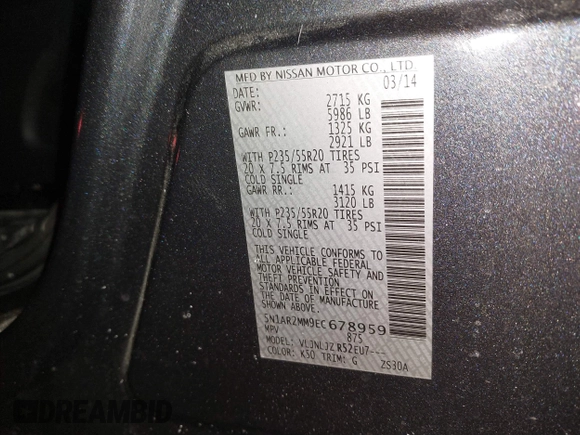 MFD BY NISSAN MOTOR CO., LTD.
DATE: 03/14
GVWR: 2715 KG
5986 LB
GAWR FR.: 1325 KG
2921 LB
WITH P235/55R20 TIRES
20 X 7.5 RIMS AT 35 PSI
COLD SINGLE
GAWR RR.: 1415 KG
3120 LB
WITH P235/55R20 TIRES
20 X 7.5 RIMS AT 35 PSI
COLD SINGLE
THIS VEHICLE CONFORMS TO
ALL APPLICABLE FEDERAL
MOTOR VEHICLE SAFETY AND
THEFT PREVENTION
STANDARDS IN EFFECT ON
THE DATE OF MANUFACTURE
SHOWN ABOVE.
5N1AR2MM9EC678959
MPV 875
MODEL: VLJNLJZ R52EU7---
COLOR: K50 TRIM: G ZS30A
DREAMBID